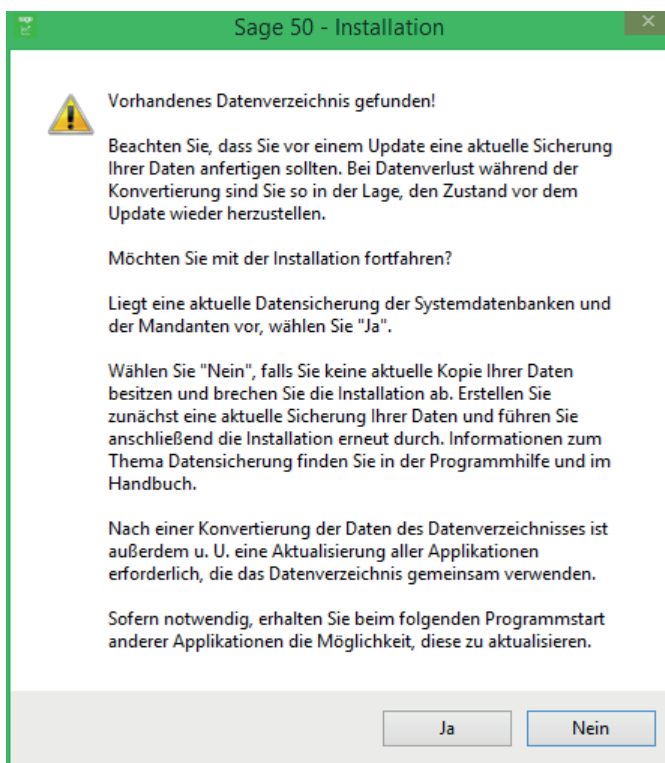 Sage 50 - Installation
Vorhandenes Datenverzeichnis gefunden!
Beachten Sie, dass Sie vor einem Update eine aktuelle Sicherung
Ihrer Daten anfertigen sollten. Bei Datenverlust während der
Konvertierung sind Sie so in der Lage, den Zustand vor dem
Update wieder herzustellen.
Möchten Sie mit der Installation fortfahren?
Liegt eine aktuelle Datensicherung der Systemdatenbanken und
der Mandanten vor, wählen Sie "Ja".
Wählen Sie "Nein", falls Sie keine aktuelle Kopie Ihrer Daten
besitzen und brechen Sie die Installation ab. Erstellen Sie
zunächst eine aktuelle Sicherung Ihrer Daten und führen Sie
anschließend die Installation erneut durch. Informationen zum
Thema Datensicherung finden Sie in der Programmhilfe und im
Handbuch.
Nach einer Konvertierung der Daten des Datenverzeichnisses ist
außerdem u. U. eine Aktualisierung aller Applikationen
erforderlich, die das Datenverzeichnis gemeinsam verwenden.
Sofern notwendig, erhalten Sie beim folgenden Programmstart
anderer Applikationen die Möglichkeit, diese zu aktualisieren.
Ja
Nein